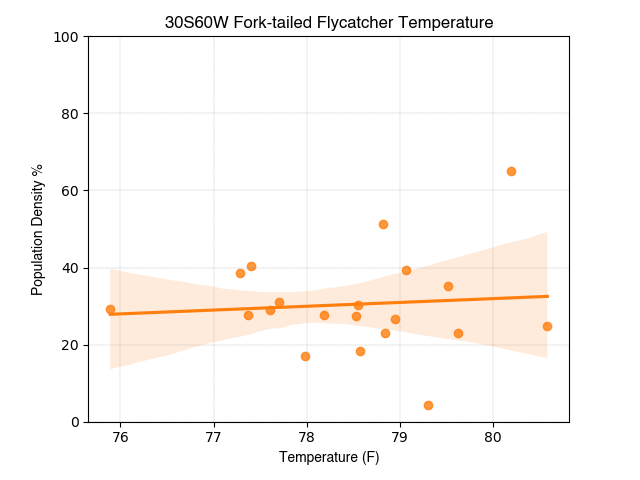 30S60W Fork-tailed Flycatcher Temperature
100
80
60
40
20
0
Population Density %
76 77 78 79 80
Temperature (F)